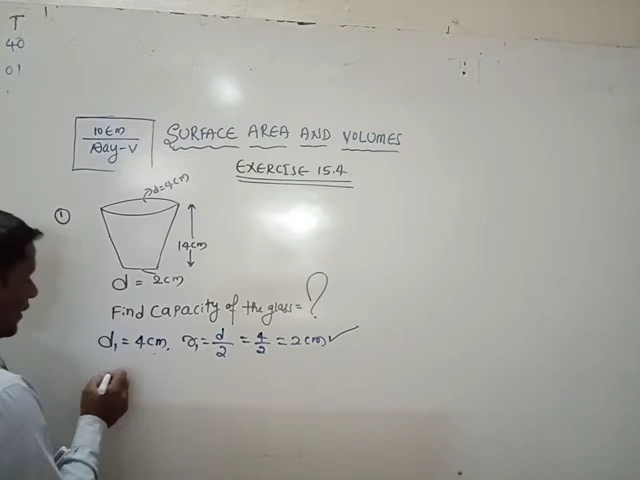 T
40
01
10EM
Day-V
SURFACE AREA AND VOLUMES
EXERCISE 15.4
①
d=4cm
14cm
d = 2cm
Find capacity of the glass = ?
d₁ = 4cm. r₁ = d/2 = 4/2 = 2cm ✓